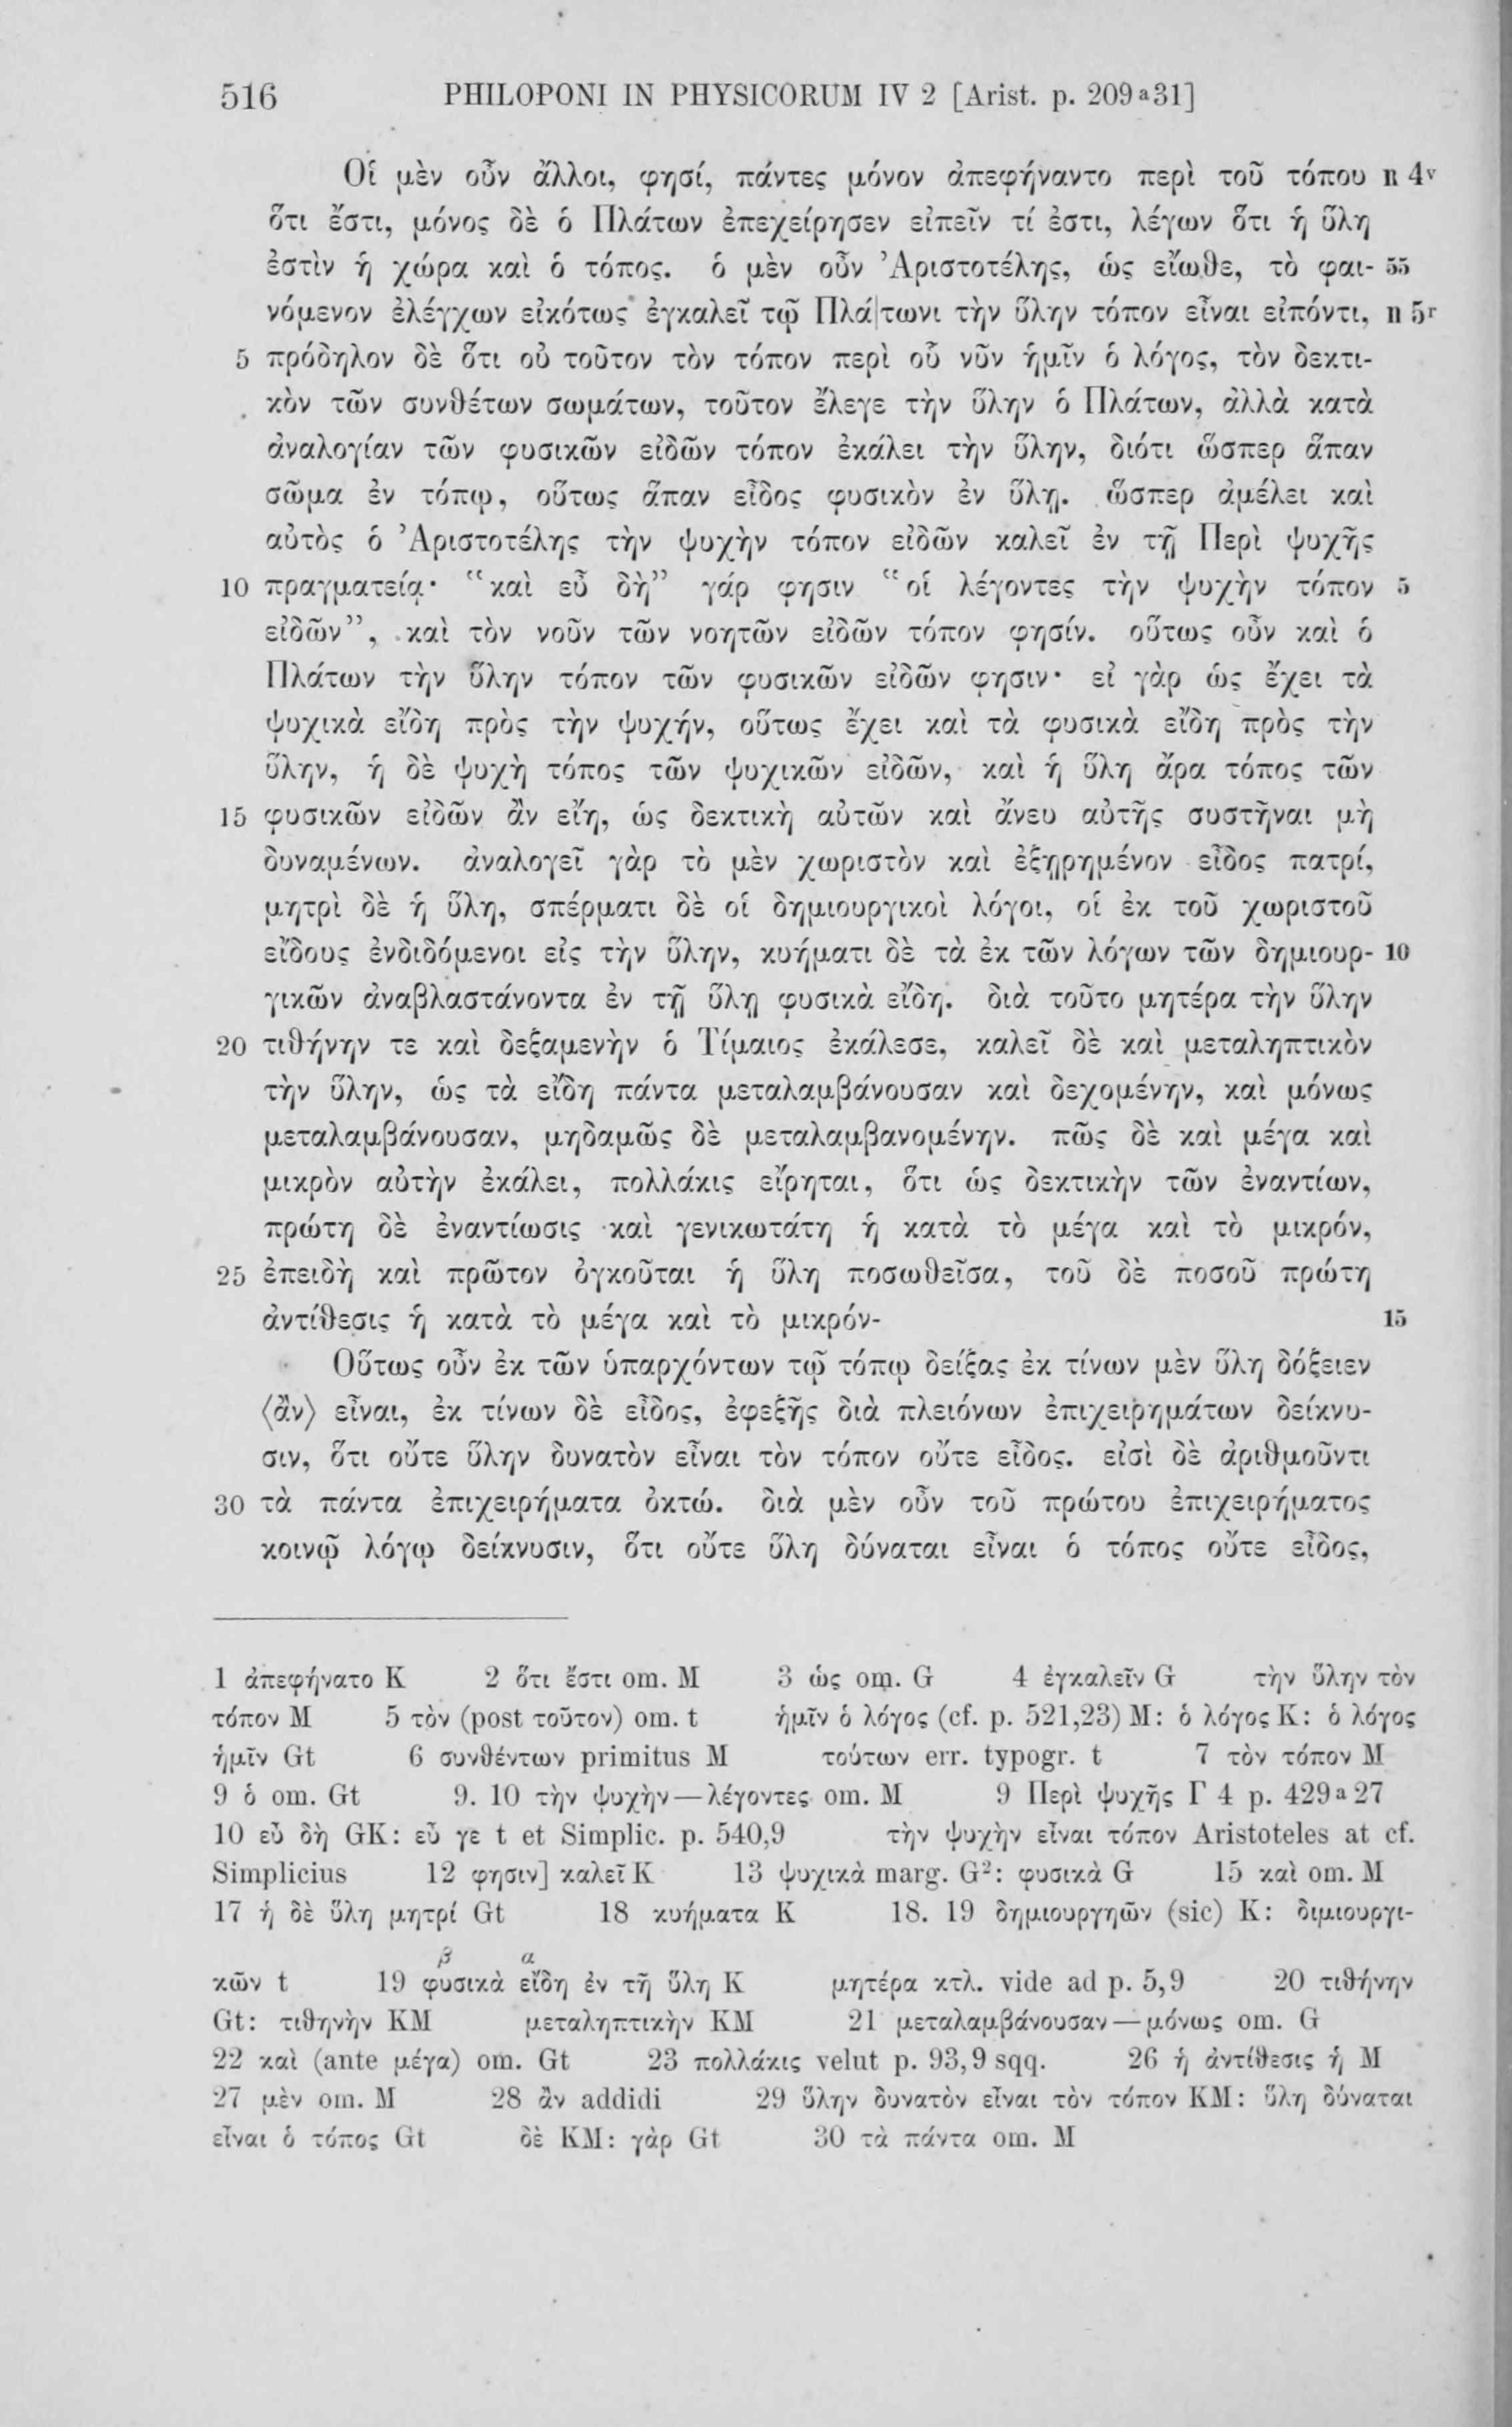 516 PHILOPONI IN PHYSICORUM IV 2 [Arist. p. 209 a 31]
Οἱ μὲν οὖν ἄλλοι, φησί, πάντες μόνον ἀπεφήναντο περὶ τοῦ τόπου n 4v
ὅτι ἔστι, μόνος δὲ ὁ Πλάτων ἐπεχείρησεν εἰπεῖν τί ἐστι, λέγων ὅτι ἡ ὕλη
ἐστὶν ἡ χώρα καὶ ὁ τόπος. ὁ μὲν οὖν Ἀριστοτέλης, ὡς εἴωθε, τὸ φαι- 55
νόμενον ἐλέγχων εἰκότως ἐγκαλεῖ τῷ Πλά|τωνι τὴν ὕλην τόπον εἶναι εἰπόντι, n 5r
5 πρόδηλον δὲ ὅτι οὐ τοῦτον τὸν τόπον περὶ οὗ νῦν ἡμῖν ὁ λόγος, τὸν δεκτι-
κὸν τῶν συνθέτων σωμάτων, τοῦτον ἔλεγε τὴν ὕλην ὁ Πλάτων, ἀλλὰ κατὰ
ἀναλογίαν τῶν φυσικῶν εἰδῶν τόπον ἐκάλει τὴν ὕλην, διότι ὥσπερ ἅπαν
σῶμα ἐν τόπῳ, οὕτως ἅπαν εἶδος φυσικὸν ἐν ὕλῃ. ὥσπερ ἀμέλει καὶ
αὐτὸς ὁ Ἀριστοτέλης τὴν ψυχὴν τόπον εἰδῶν καλεῖ ἐν τῇ Περὶ ψυχῆς
10 πραγματείᾳ· “καὶ εὖ δὴ” γάρ φησιν “οἱ λέγοντες τὴν ψυχὴν τόπον 5
εἰδῶν”, καὶ τὸν νοῦν τῶν νοητῶν εἰδῶν τόπον φησίν. οὕτως οὖν καὶ ὁ
Πλάτων τὴν ὕλην τόπον τῶν φυσικῶν εἰδῶν φησιν· εἰ γὰρ ὡς ἔχει τὰ
ψυχικὰ εἴδη πρὸς τὴν ψυχήν, οὕτως ἔχει καὶ τὰ φυσικὰ εἴδη πρὸς τὴν
ὕλην, ἡ δὲ ψυχὴ τόπος τῶν ψυχικῶν εἰδῶν, καὶ ἡ ὕλη ἄρα τόπος τῶν
15 φυσικῶν εἰδῶν ἂν εἴη, ὡς δεκτικὴ αὐτῶν καὶ ἄνευ αὐτῆς συστῆναι μὴ
δυναμένων. ἀναλογεῖ γὰρ τὸ μὲν χωριστὸν καὶ ἐξῃρημένον εἶδος πατρί,
μητρὶ δὲ ἡ ὕλη, σπέρματι δὲ οἱ δημιουργικοὶ λόγοι, οἱ ἐκ τοῦ χωριστοῦ
εἴδους ἐνδιδόμενοι εἰς τὴν ὕλην, κυήματι δὲ τὰ ἐκ τῶν λόγων τῶν δημιουρ- 10
γικῶν ἀναβλαστάνοντα ἐν τῇ ὕλῃ φυσικὰ εἴδη. διὰ τοῦτο μητέρα τὴν ὕλην
20 τιθήνην τε καὶ δεξαμενὴν ὁ Τίμαιος ἐκάλεσε, καλεῖ δὲ καὶ μεταληπτικὸν
τὴν ὕλην, ὡς τὰ εἴδη πάντα μεταλαμβάνουσαν καὶ δεχομένην, καὶ μόνως
μεταλαμβάνουσαν, μηδαμῶς δὲ μεταλαμβανομένην. πῶς δὲ καὶ μέγα καὶ
μικρὸν αὐτὴν ἐκάλει, πολλάκις εἴρηται, ὅτι ὡς δεκτικὴν τῶν ἐναντίων,
πρώτη δὲ ἐναντίωσις καὶ γενικωτάτη ἡ κατὰ τὸ μέγα καὶ τὸ μικρόν,
25 ἐπειδὴ καὶ πρῶτον ὀγκοῦται ἡ ὕλη ποσωθεῖσα, τοῦ δὲ ποσοῦ πρώτη
ἀντίθεσις ἡ κατὰ τὸ μέγα καὶ τὸ μικρόν- 15
Οὕτως οὖν ἐκ τῶν ὑπαρχόντων τῷ τόπῳ δείξας ἐκ τίνων μὲν ὕλη δόξειεν
⟨ἂν⟩ εἶναι, ἐκ τίνων δὲ εἶδος, ἐφεξῆς διὰ πλειόνων ἐπιχειρημάτων δείκνυ-
σιν, ὅτι οὔτε ὕλην δυνατὸν εἶναι τὸν τόπον οὔτε εἶδος. εἰσὶ δὲ ἀριθμοῦντι
30 τὰ πάντα ἐπιχειρήματα ὀκτώ. διὰ μὲν οὖν τοῦ πρώτου ἐπιχειρήματος
κοινῷ λόγῳ δείκνυσιν, ὅτι οὔτε ὕλη δύναται εἶναι ὁ τόπος οὔτε εἶδος,
1 ἀπεφήνατο K 2 ὅτι ἔστι om. M 3 ὡς om. G 4 ἐγκαλεῖν G τὴν ὕλην τὸν
τόπον M 5 τὸν (post τοῦτον) om. t ἡμῖν ὁ λόγος (cf. p. 521,23) M: ὁ λόγος K: ὁ λόγος
ἡμῖν Gt 6 συνθέντων primitus M τούτων err. typogr. t 7 τὸν τόπον M
9 ὁ om. Gt 9. 10 τὴν ψυχὴν—λέγοντες om. M 9 Περὶ ψυχῆς Γ 4 p. 429 a 27
10 εὖ δὴ GK: εὖ γε t et Simplic. p. 540,9 τὴν ψυχὴν εἶναι τόπον Aristoteles at cf.
Simplicius 12 φησιν] καλεῖ K 13 ψυχικὰ marg. G²: φυσικὰ G 15 καὶ om. M
17 ἡ δὲ ὕλη μητρί Gt 18 κυήματα K 18. 19 δημιουργηῶν (sic) K: διμιουργι-
β α
κῶν t 19 φυσικὰ εἴδη ἐν τῇ ὕλη K μητέρα κτλ. vide ad p. 5,9 20 τιθήνην
Gt: τιθηνὴν KM μεταληπτικὴν KM 21 μεταλαμβάνουσαν—μόνως om. G
22 καὶ (ante μέγα) om. Gt 23 πολλάκις velut p. 93,9 sqq. 26 ἡ ἀντίθεσις ἡ M
27 μὲν om. M 28 ἂν addidi 29 ὕλην δυνατὸν εἶναι τὸν τόπον KM: ὕλη δύναται
εἶναι ὁ τόπος Gt δὲ KM: γὰρ Gt 30 τὰ πάντα om. M